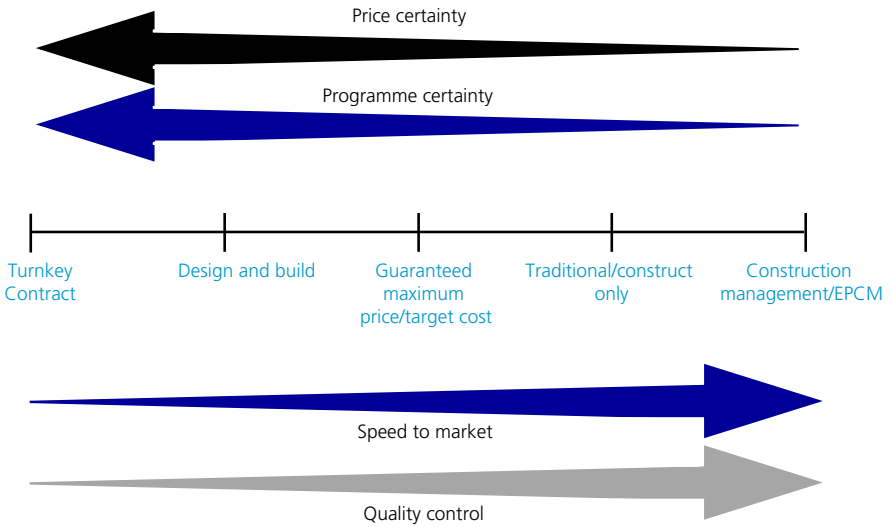 Price certainty
Programme certainty
Turnkey
Contract
Design and build
Guaranteed
maximum
price/target cost
Traditional/construct
only
Construction
management/EPCM
Speed to market
Quality control